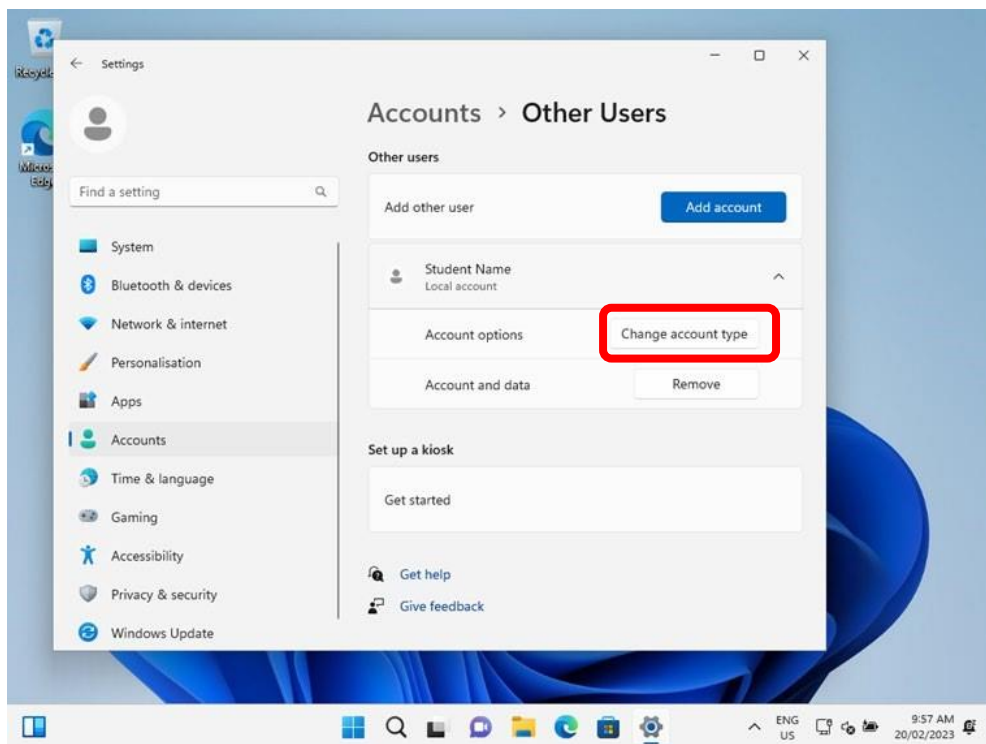 Recycle
Micros
Edg
Settings
Find a setting
System
Bluetooth & devices
Network & internet
Personalisation
Apps
Accounts
Time & language
Gaming
Accessibility
Privacy & security
Windows Update
Accounts > Other Users
Other users
Add other user
Add account
Student Name
Local account
Account options
Change account type
Account and data
Remove
Set up a kiosk
Get started
Get help
Give feedback
ENG
US
9:57 AM
20/02/2023